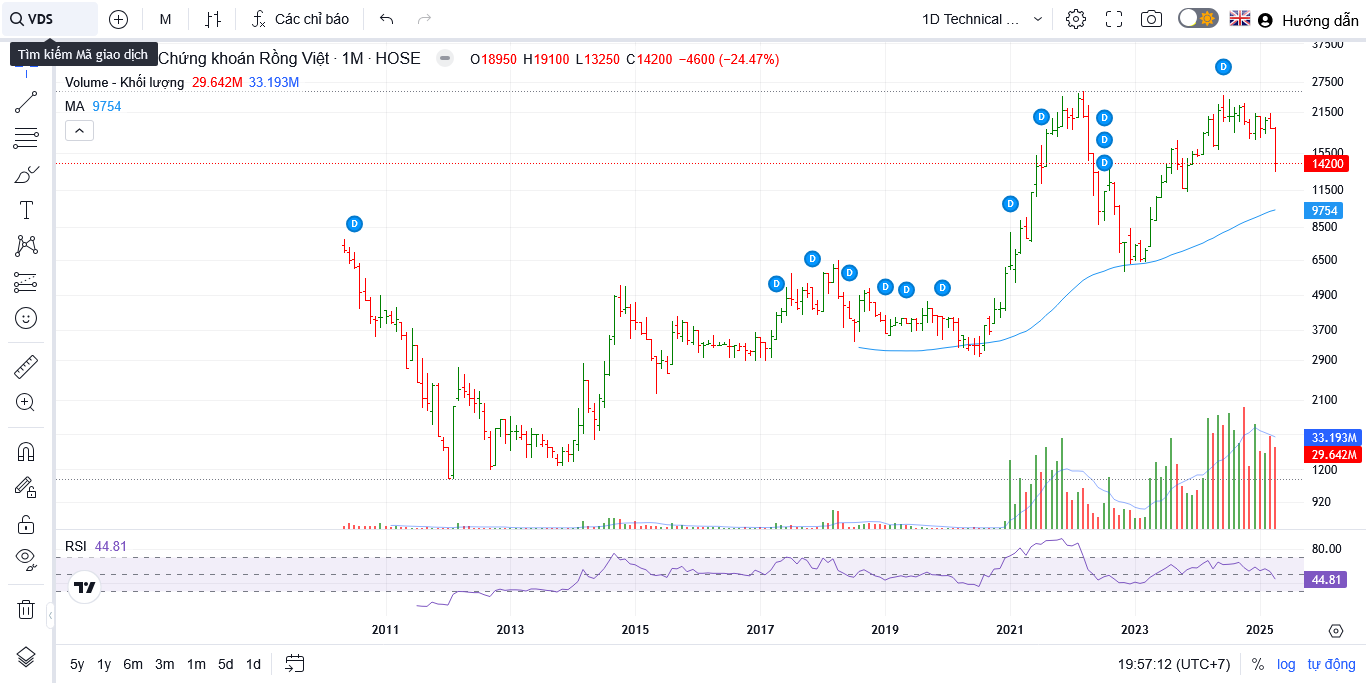 VDS
M
Các chỉ báo
1D Technical ...
Hướng dẫn
Tìm kiếm Mã giao dịch
Chứng khoán Rồng Việt · 1M · HOSE
O18950 H19100 L13250 C14200 −4600 (−24.47%)
Volume - Khối lượng 29.642M 33.193M
MA 9754
D
D
D
D
D
D
D
D
D
D
D
D
D
37500
27500
21500
15500
14200
11500
9754
8500
6500
4900
3700
2900
2100
33.193M
29.642M
1200
920
RSI 44.81
80.00
44.81
2011 2013 2015 2017 2019 2021 2023 2025
5y 1y 6m 3m 1m 5d 1d
19:57:12 (UTC+7) % log tự động